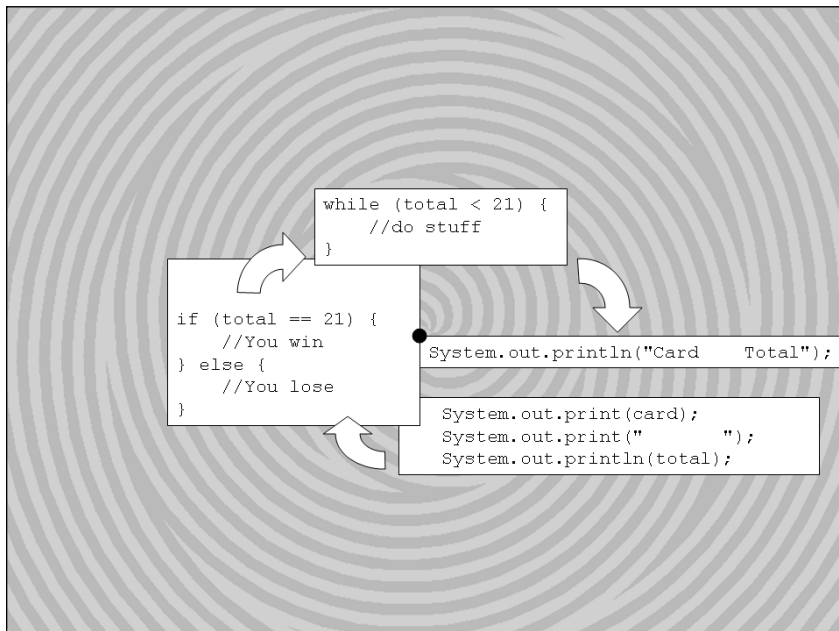 while (total < 21) {
    //do stuff
}
if (total == 21) {
    //You win
} else {
    //You lose
}
System.out.println("Card    Total");
System.out.print(card);
System.out.print("       ");
System.out.println(total);